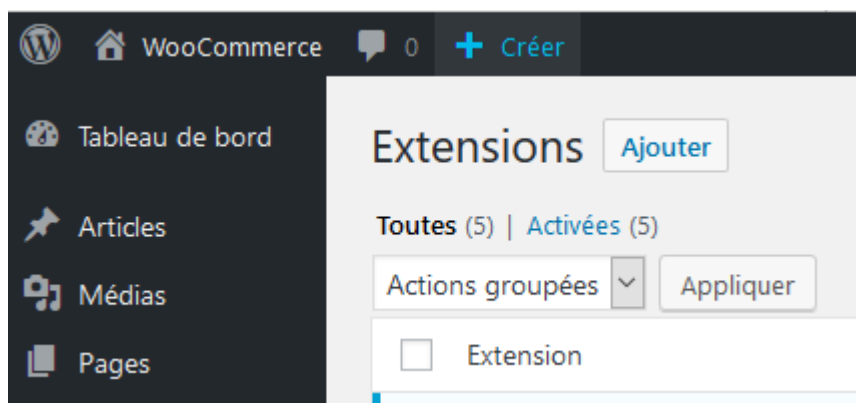 WooCommerce 0 + Créer
Tableau de bord
Extensions Ajouter
Articles
Toutes (5) | Activées (5)
Médias
Actions groupées Appliquer
Pages
Extension